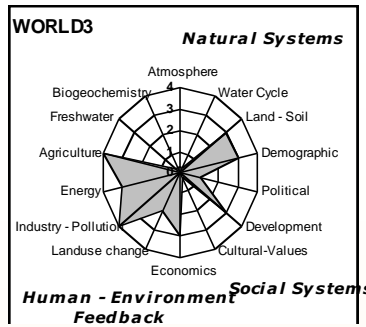 WORLD3
Natural Systems
Atmosphere
Biogeochemistry
Water Cycle
Freshwater
Land - Soil
Agriculture
Demographic
Energy
Political
Industry - Pollution
Development
Landuse change
Cultural-Values
Economics
4
3
2
1
0
Human - Environment
Feedback
Social Systems